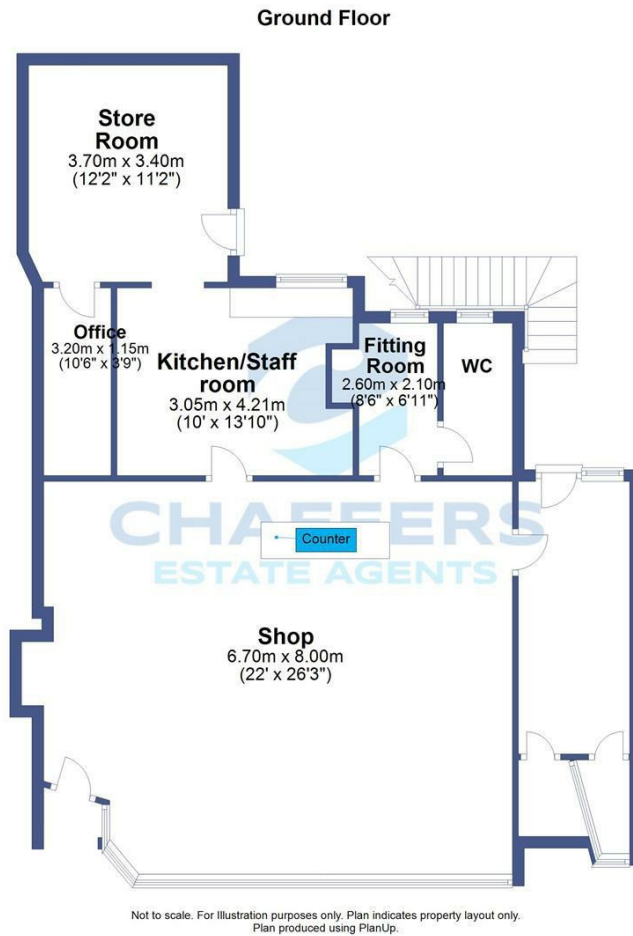 Ground Floor
Store
Room
3.70m x 3.40m
(12'2" x 11'2")
Office
3.20m x 1.15m
(10'6" x 3'9")
Kitchen/Staff
room
3.05m x 4.21m
(10' x 13'10")
Fitting
Room
2.60m x 2.10m
(8'6" x 6'11")
WC
CHAFFERS
ESTATE AGENTS
Counter
Shop
6.70m x 8.00m
(22' x 26'3")
Not to scale. For Illustration purposes only. Plan indicates property layout only.
Plan produced using PlanUp.